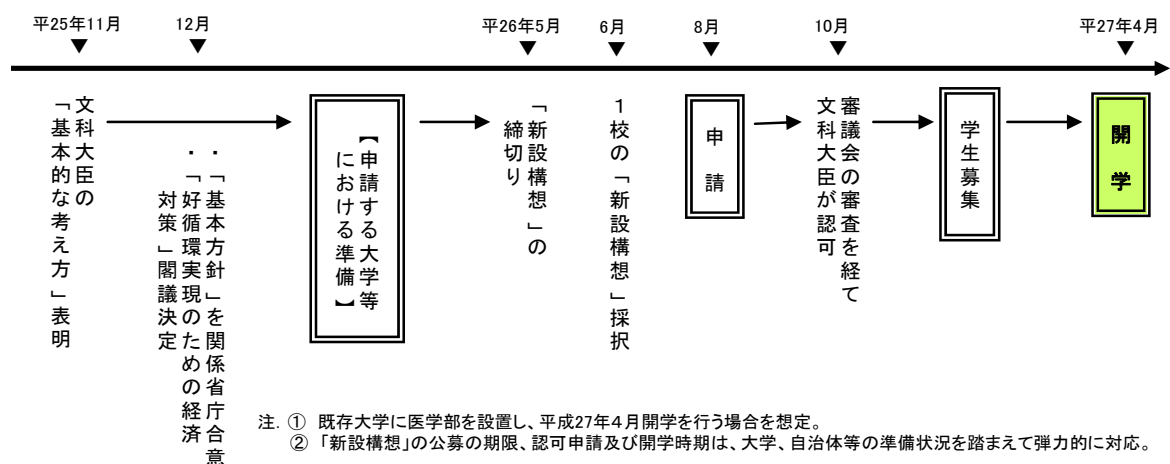 平25年11月
12月
平26年5月
6月
8月
10月
平27年4月
文科大臣の
「基本的な考え方」表明
・「基本方針」を関係省庁合意
・「好循環実現のための経済
対策」閣議決定
【申請する大学等
における準備】
「新設構想」の
締切り
1校の「新設構想」採択
申請
審議会の審査を経て
文科大臣が認可
学生募集
開学
注. ① 既存大学に医学部を設置し、平成27年4月開学を行う場合を想定。
② 「新設構想」の公募の期限、認可申請及び開学時期は、大学、自治体等の準備状況を踏まえて弾力的に対応。